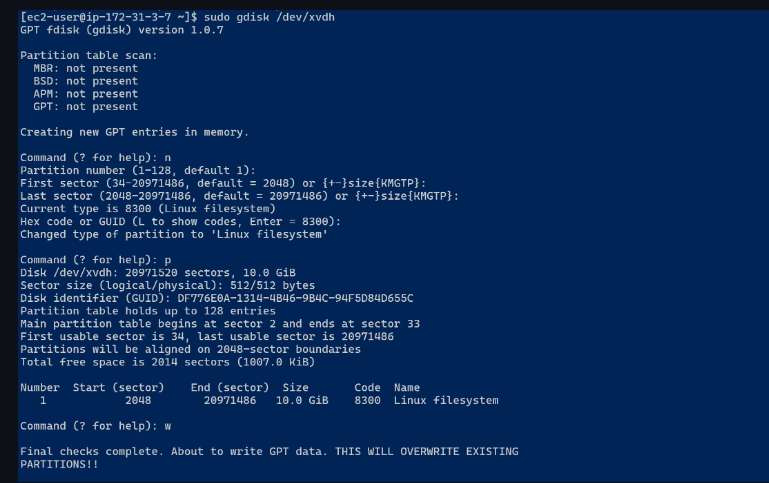 [ec2-user@ip-172-31-3-7 ~]$ sudo gdisk /dev/xvdh
GPT fdisk (gdisk) version 1.0.7
Partition table scan:
MBR: not present
BSD: not present
APM: not present
GPT: not present
Creating new GPT entries in memory.
Command (? for help): n
Partition number (1-128, default 1):
First sector (34-20971486, default = 2048) or {+-}size{KMGTP}:
Last sector (2048-20971486, default = 20971486) or {+-}size{KMGTP}:
Current type is 8300 (Linux filesystem)
Hex code or GUID (L to show codes, Enter = 8300):
Changed type of partition to 'Linux filesystem'
Command (? for help): p
Disk /dev/xvdh: 20971520 sectors, 10.0 GiB
Sector size (logical/physical): 512/512 bytes
Disk identifier (GUID): DF776E0A-1314-4B46-9B4C-94F5D84D655C
Partition table holds up to 128 entries
Main partition table begins at sector 2 and ends at sector 33
First usable sector is 34, last usable sector is 20971486
Partitions will be aligned on 2048-sector boundaries
Total free space is 2014 sectors (1007.0 KiB)
Number  Start (sector)    End (sector)  Size       Code  Name
1            2048        20971486   10.0 GiB    8300  Linux filesystem
Command (? for help): w
Final checks complete. About to write GPT data. THIS WILL OVERWRITE EXISTING
PARTITIONS!!